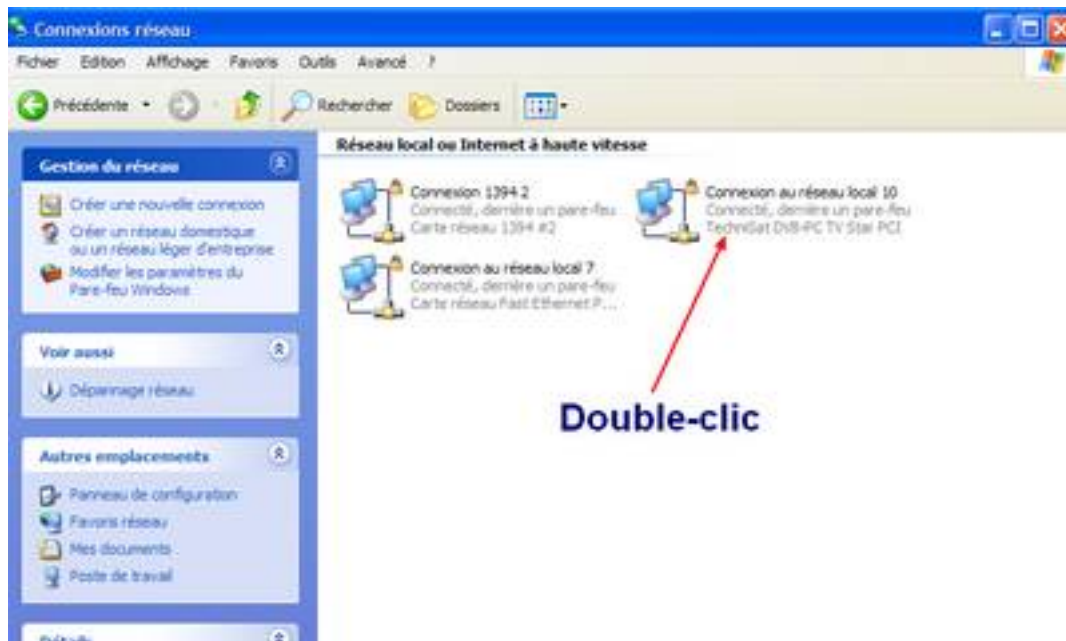 Connexions réseau
Fichier Edition Affichage Favoris Outils Avancé ?
Précédente Rechercher Dossiers
Gestion du réseau
Créer une nouvelle connexion
Créer un réseau domestique
ou un réseau léger d'entreprise
Modifier les paramètres du
Pare-feu Windows
Voir aussi
Dépannage réseau
Autres emplacements
Panneau de configuration
Favoris réseau
Mes documents
Poste de travail
Détails
Réseau local ou Internet à haute vitesse
Connexion 1394 2
Connecté, derrière un pare-feu
Carte réseau 1394 #2
Connexion au réseau local 10
Connecté, derrière un pare-feu
TechniSat DVB-PC TV Star PCI
Connexion au réseau local 7
Connecté, derrière un pare-feu
Carte réseau Fast Ethernet P...
Double-clic